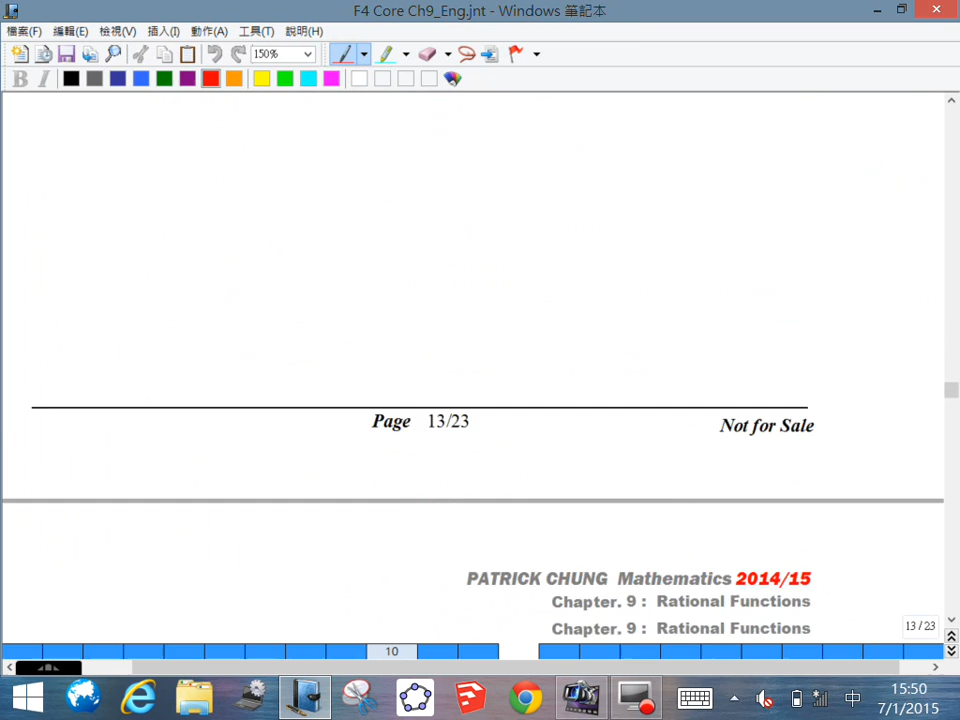 F4 Core Ch9_Eng.jnt - Windows 筆記本
檔案(F) 編輯(E) 檢視(V) 插入(I) 動作(A) 工具(T) 說明(H)
150%
B I
Page 13/23
Not for Sale
PATRICK CHUNG Mathematics 2014/15
Chapter. 9 : Rational Functions
Chapter. 9 : Rational Functions
13 / 23
10
中
15:50
7/1/2015